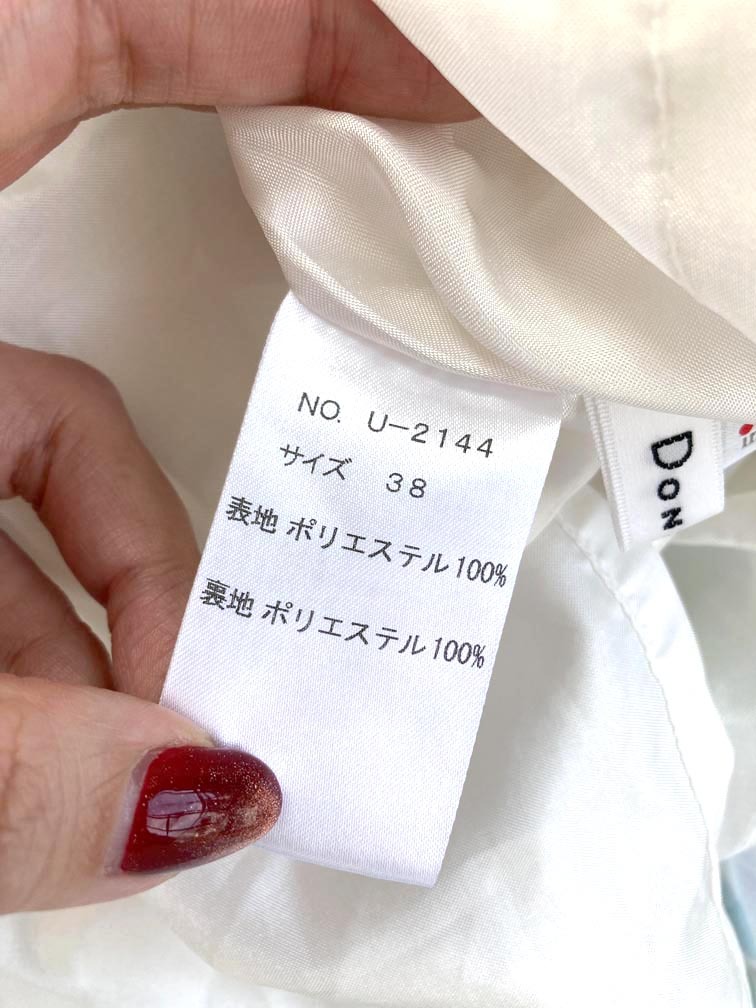 NO. U-2144
サイズ 38
表地 ポリエステル100%
裏地 ポリエステル100%
DON